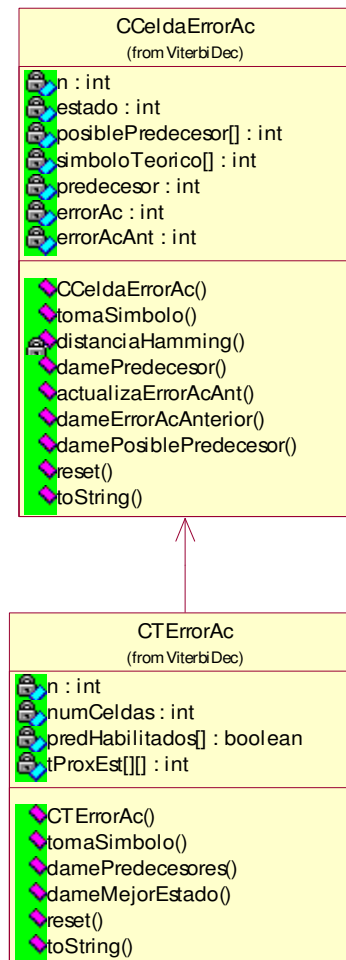 CCeldaErrorAc
(from ViterbiDec)
n : int
estado : int
posiblePredecesor[] : int
simboloTeorico[] : int
predecesor : int
errorAc : int
errorAcAnt : int
CCeldaErrorAc()
tomaSimbolo()
distanciaHamming()
damePredecesor()
actualizaErrorAcAnt()
dameErrorAcAnterior()
damePosiblePredecesor()
reset()
toString()
CTErrorAc
(from ViterbiDec)
n : int
numCeldas : int
predHabilitados[] : boolean
tProxEst[][] : int
CTErrorAc()
tomaSimbolo()
damePredecesores()
dameMejorEstado()
reset()
toString()